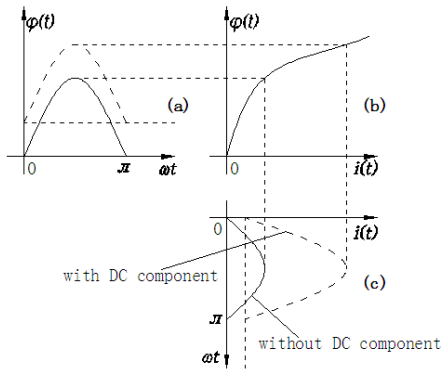 φ(t)
(a)
0
π
ωt
φ(t)
(b)
0
i(t)
0
i(t)
with DC component
(c)
π
without DC component
ωt